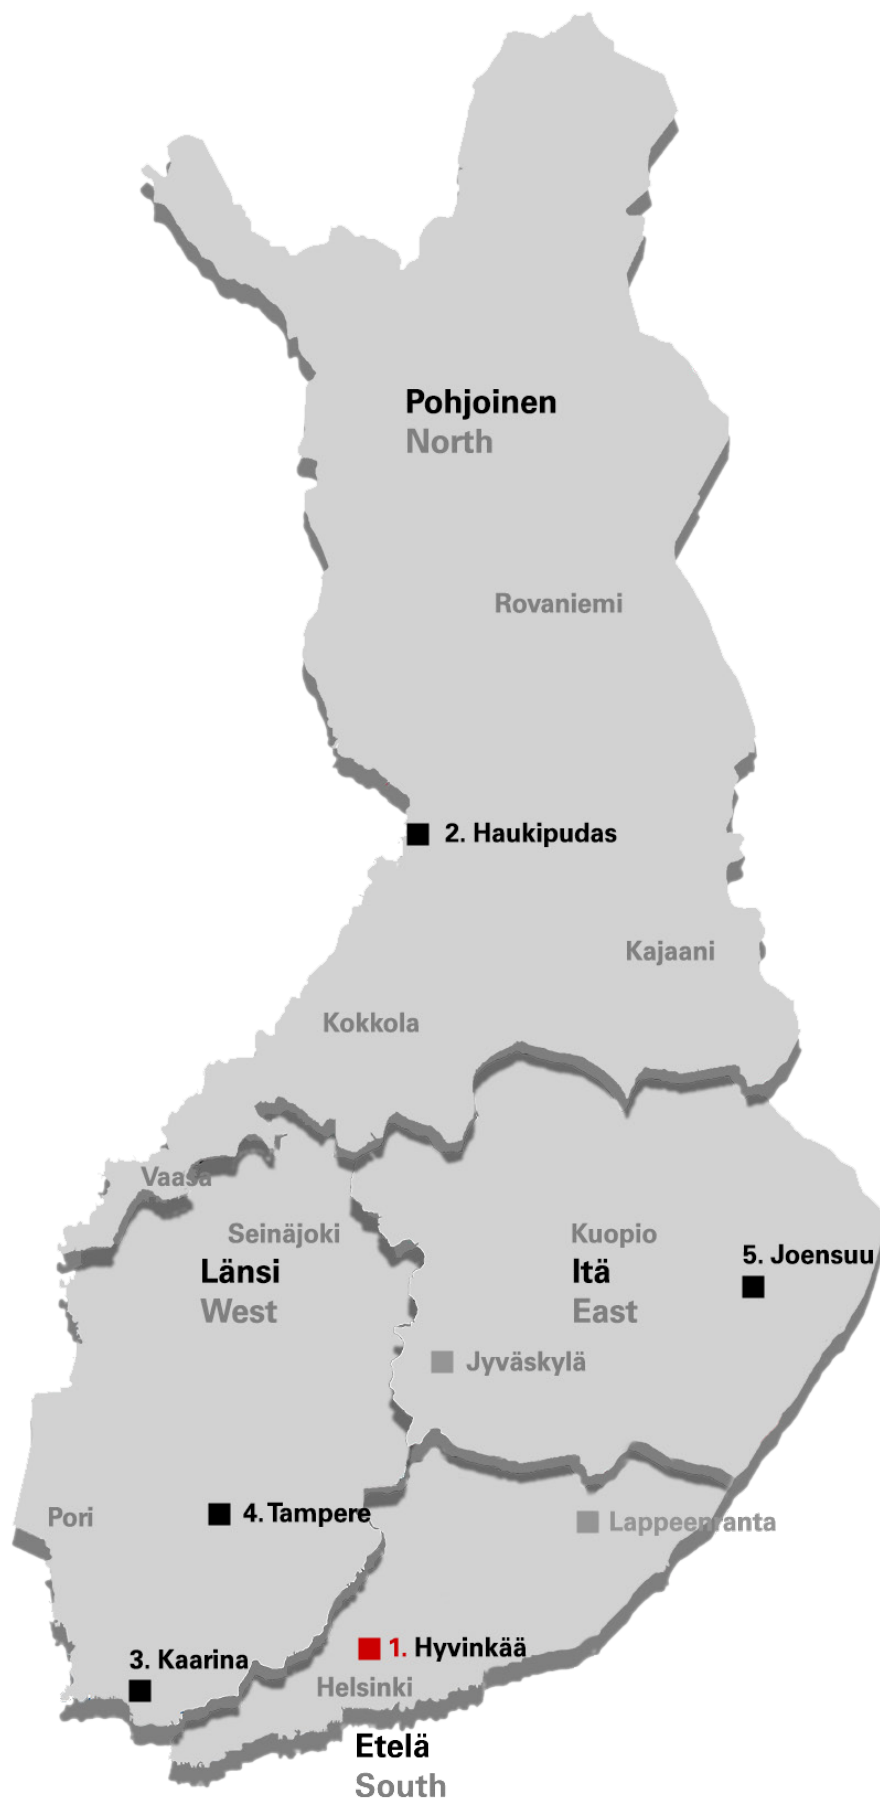 Pohjoinen
North
Rovaniemi
2. Haukipudas
Kajaani
Kokkola
Vaasa
Seinäjoki
Länsi
West
Kuopio
Itä
East
5. Joensuu
Jyväskylä
Pori
4. Tampere
Lappeenranta
3. Kaarina
1. Hyvinkää
Helsinki
Etelä
South